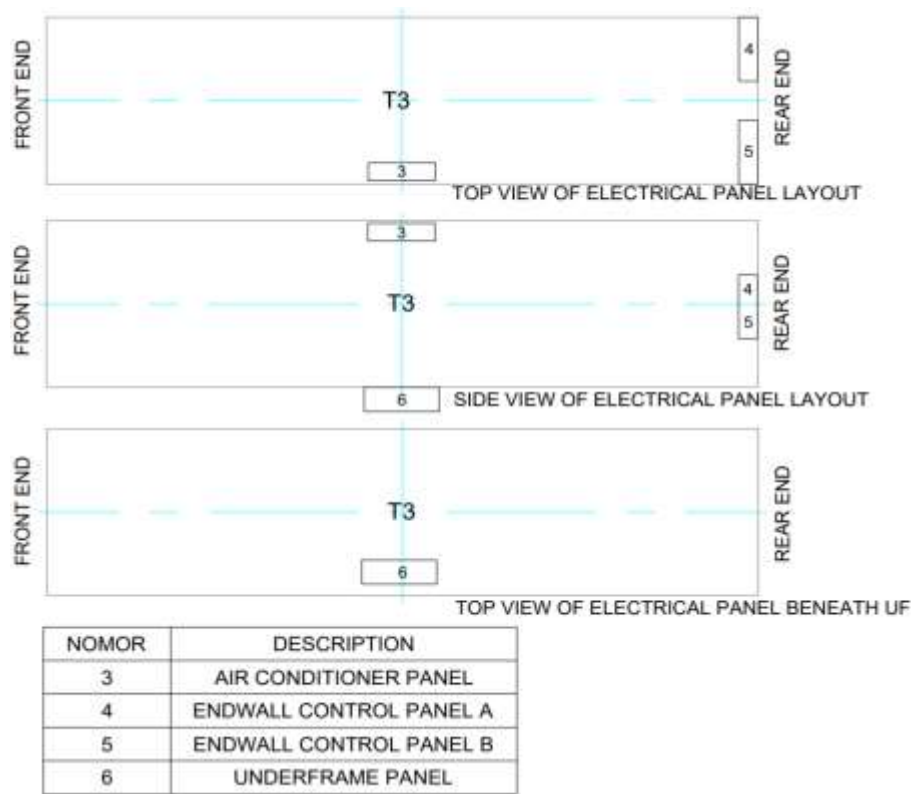 FRONT END
T3
3
4
5
REAR END
TOP VIEW OF ELECTRICAL PANEL LAYOUT
FRONT END
3
T3
4
5
REAR END
6
SIDE VIEW OF ELECTRICAL PANEL LAYOUT
FRONT END
T3
6
REAR END
TOP VIEW OF ELECTRICAL PANEL BENEATH UF
NOMOR DESCRIPTION
3 AIR CONDITIONER PANEL
4 ENDWALL CONTROL PANEL A
5 ENDWALL CONTROL PANEL B
6 UNDERFRAME PANEL